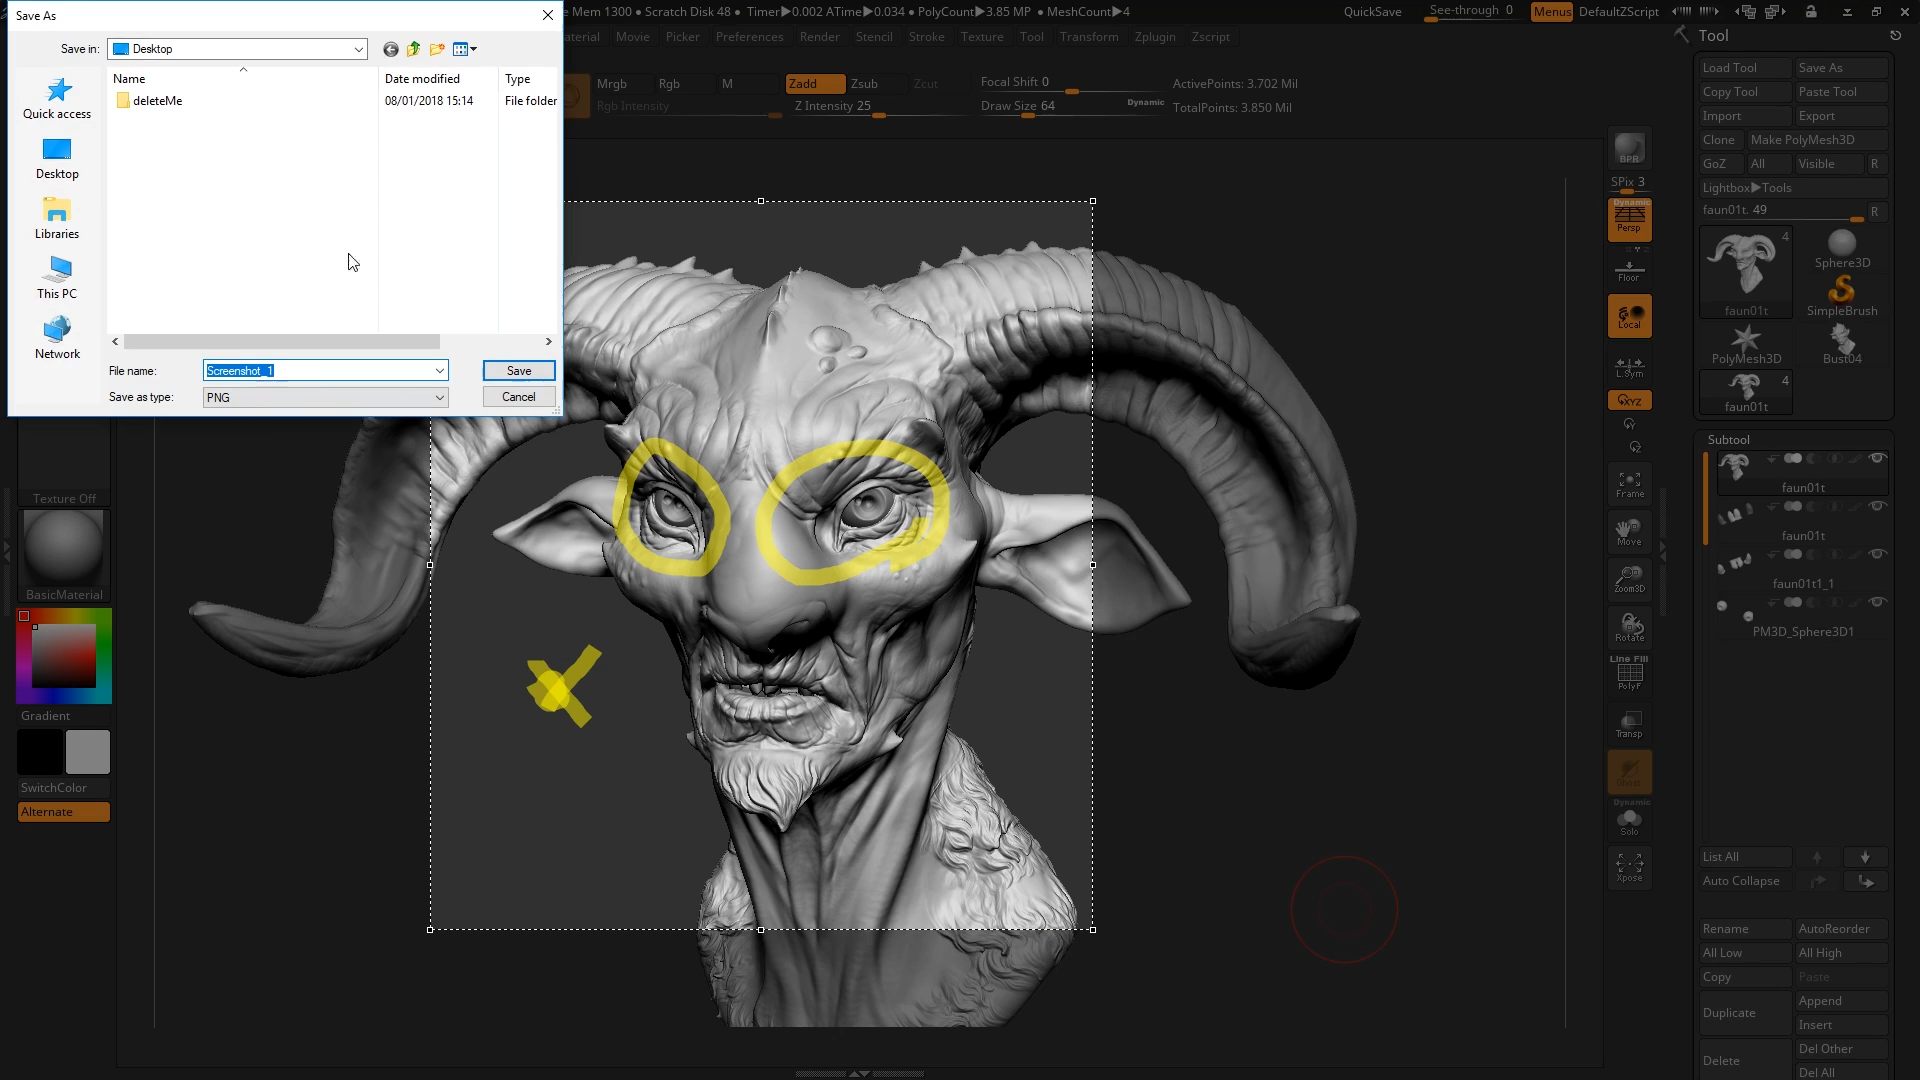 Save As
e Mem 1300 • Scratch Disk 48 • Timer▶0.002 ATime▶0.034 • PolyCount▶3.85 MP • MeshCount▶4
QuickSave
See-through 0
Menus
DefaultZScript
Save in:
Desktop
aterial
Movie
Picker
Preferences
Render
Stencil
Stroke
Texture
Tool
Transform
Zplugin
Zscript
Name
Date modified
Type
deleteMe
08/01/2018 15:14
File folder
Quick access
Desktop
Libraries
This PC
Network
File name:
Screenshot_1
Save
Save as type:
PNG
Cancel
Mrgb
Rgb
M
Zadd
Zsub
Zcut
Rgb Intensity
Z Intensity 25
Focal Shift 0
Draw Size 64
Dynamic
ActivePoints: 3.702 Mil
TotalPoints: 3.850 Mil
Texture Off
BasicMaterial
Gradient
SwitchColor
Alternate
BPR
SPix 3
Dynamic
Persp
Floor
Local
L.Sym
XYZ
Frame
Move
Zoom3D
Rotate
Line Fill
PolyF
Transp
Ghost
Dynamic
Solo
Xpose
Tool
Load Tool
Save As
Copy Tool
Paste Tool
Import
Export
Clone
Make PolyMesh3D
GoZ
All
Visible
R
Lightbox▶Tools
faun01t. 49
R
4
faun01t
Sphere3D
SimpleBrush
PolyMesh3D
Bust04
4
faun01t
Subtool
faun01t
faun01t
faun01t1_1
PM3D_Sphere3D1
List All
Auto Collapse
Rename
AutoReorder
All Low
All High
Copy
Paste
Duplicate
Append
Insert
Delete
Del Other
Del All